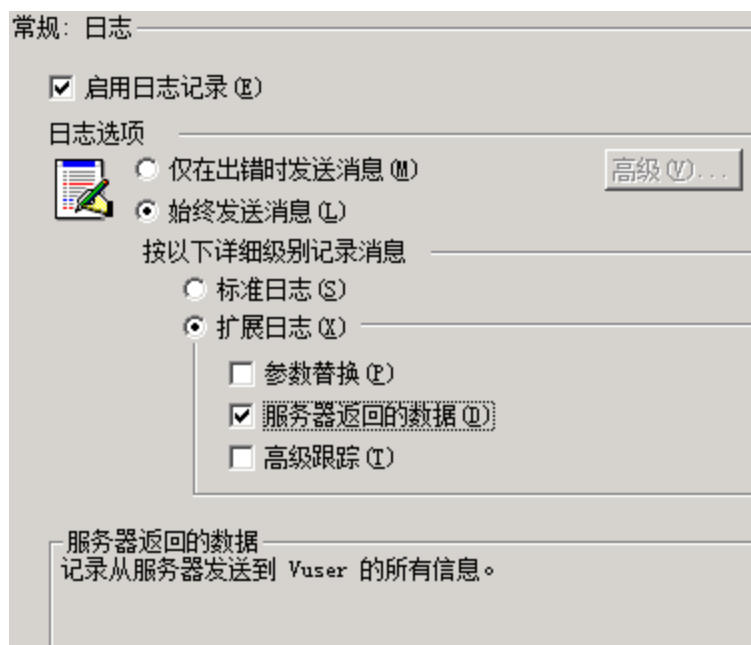 常规: 日志
启用日志记录(E)
日志选项
仅在出错时发送消息(M)
高级(V)...
始终发送消息(L)
按以下详细级别记录消息
标准日志(S)
扩展日志(X)
参数替换(P)
服务器返回的数据(D)
高级跟踪(T)
服务器返回的数据
记录从服务器发送到 Vuser 的所有信息。